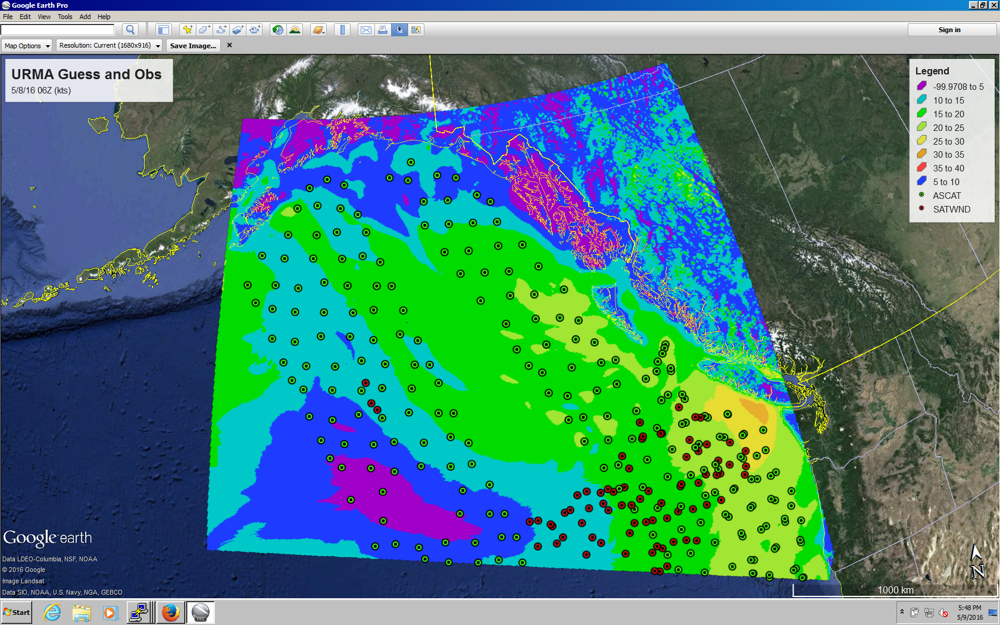 Google Earth Pro
File Edit View Tools Add Help
Sign in
Map Options Resolution: Current (1680x916) Save Image...
URMA Guess and Obs
5/8/16 06Z (kts)
Legend
-99.9708 to 5
10 to 15
15 to 20
20 to 25
25 to 30
30 to 35
35 to 40
5 to 10
ASCAT
SATWND
Google earth
Data LDEO-Columbia, NSF, NOAA
© 2016 Google
Image Landsat
Data SIO, NOAA, U.S. Navy, NGA, GEBCO
N
1000 km
Start
PRO
5:48 PM
5/9/2016